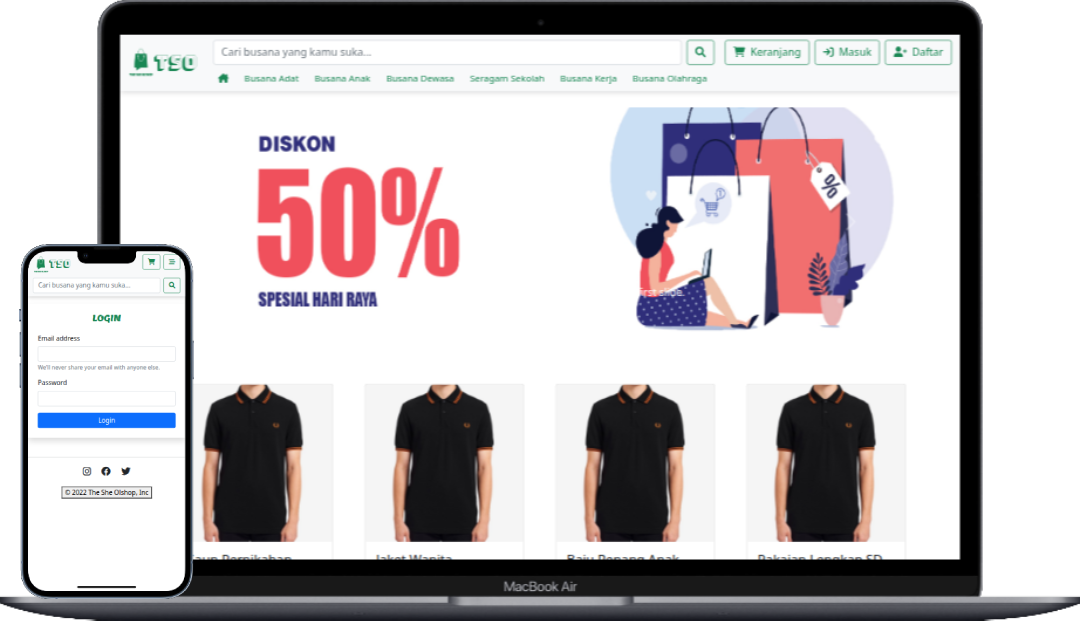 TSO
Cari busana yang kamu suka...
Keranjang
Masuk
Daftar
Busana Adat
Busana Anak
Busana Dewasa
Seragam Sekolah
Busana Kerja
Busana Olahraga
DISKON
50%
SPESIAL HARI RAYA
%
Pernikahan
Jaket Wanita
Baju Renang Anak
Pakaian Lengkap SD
MacBook Air
TSO
Cari busana yang kamu suka...
LOGIN
Email address
We'll never share your email with anyone else.
Password
Login
© 2022 The She Olshop, Inc